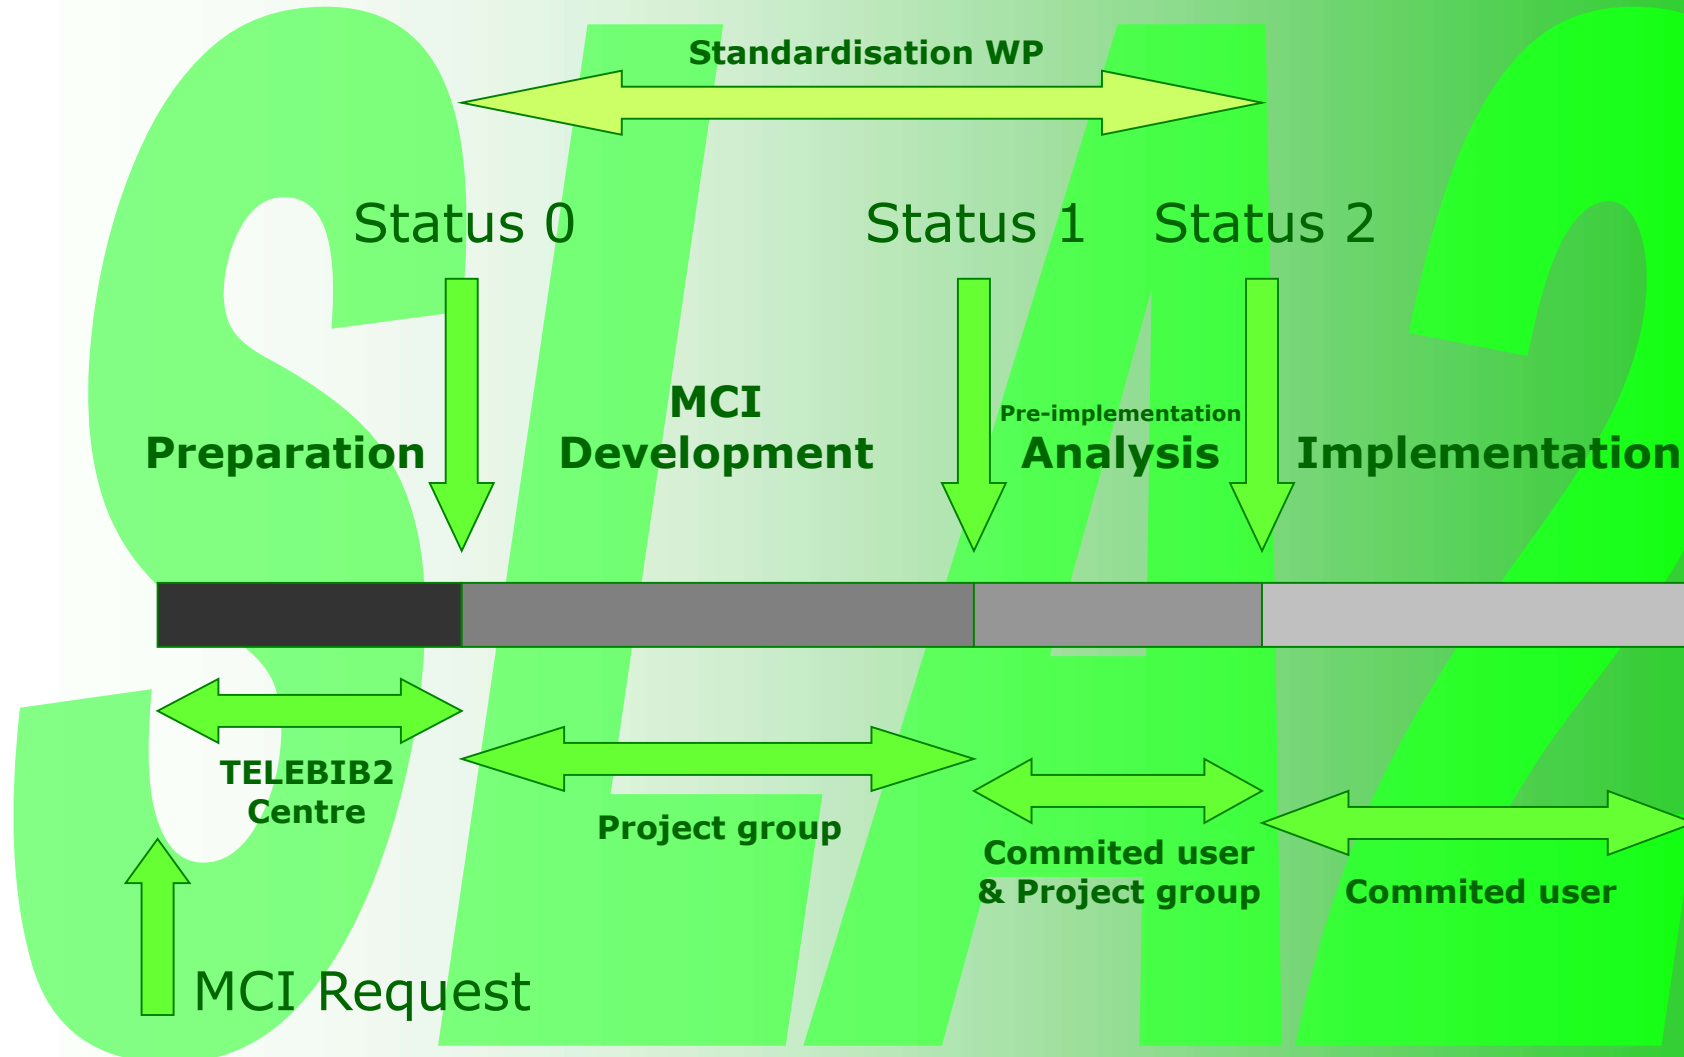 Standardisation WP
Status 0
Status 1
Status 2
Preparation
MCI
Development
Pre-implementation
Analysis
Implementation
TELEBIB2
Centre
Project group
Commited user
& Project group
Commited user
MCI Request
SLA2